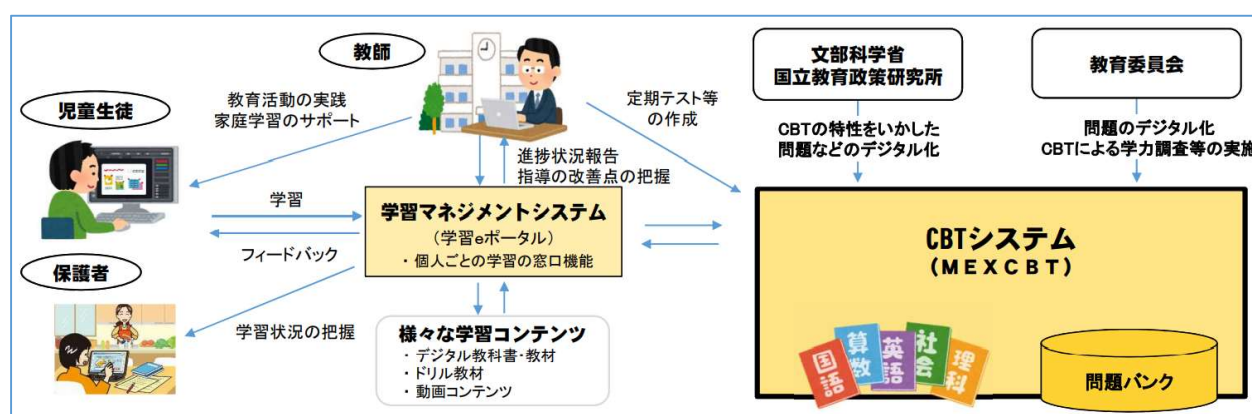 教師
児童生徒
教育活動の実践
家庭学習のサポート
定期テスト等
の作成
文部科学省
国立教育政策研究所
教育委員会
CBTの特性をいかした
問題などのデジタル化
問題のデジタル化
CBTによる学力調査等の実施
進捗状況報告
指導の改善点の把握
学習
フィードバック
学習マネジメントシステム
(学習eポータル)
・個人ごとの学習の窓口機能
CBTシステム
(MEXCBT)
保護者
学習状況の把握
様々な学習コンテンツ
・デジタル教科書・教材
・ドリル教材
・動画コンテンツ
国語
算数
英語
社会
理科
問題バンク